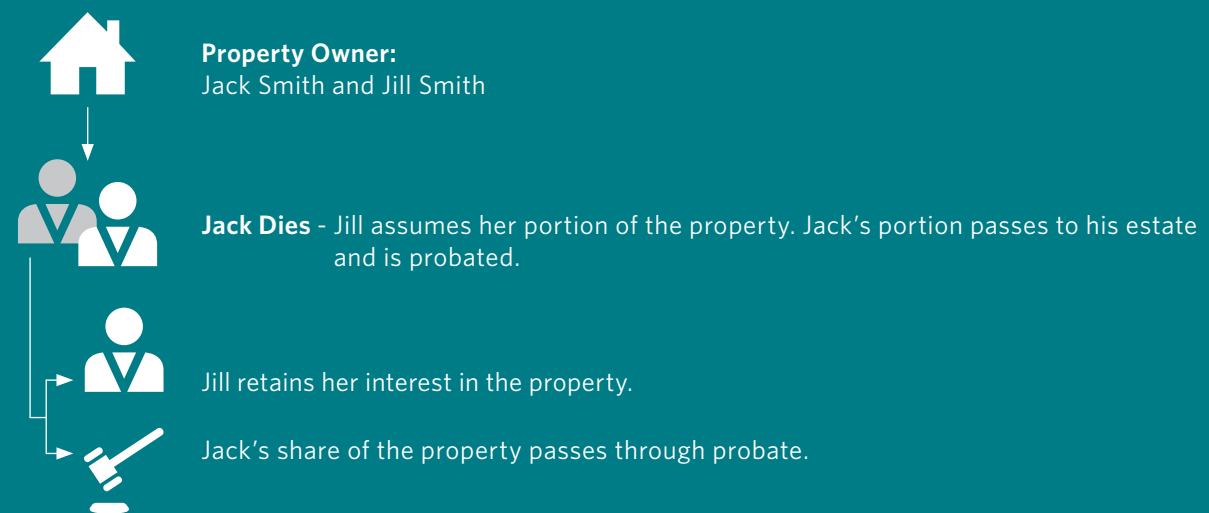 Property Owner:
Jack Smith and Jill Smith
Jack Dies - Jill assumes her portion of the property. Jack’s portion passes to his estate
and is probated.
Jill retains her interest in the property.
Jack’s share of the property passes through probate.